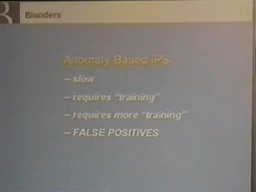 Blunders
Anomaly-Based IPS
– slow
– requires "training"
– requires more "training"
– FALSE POSITIVES